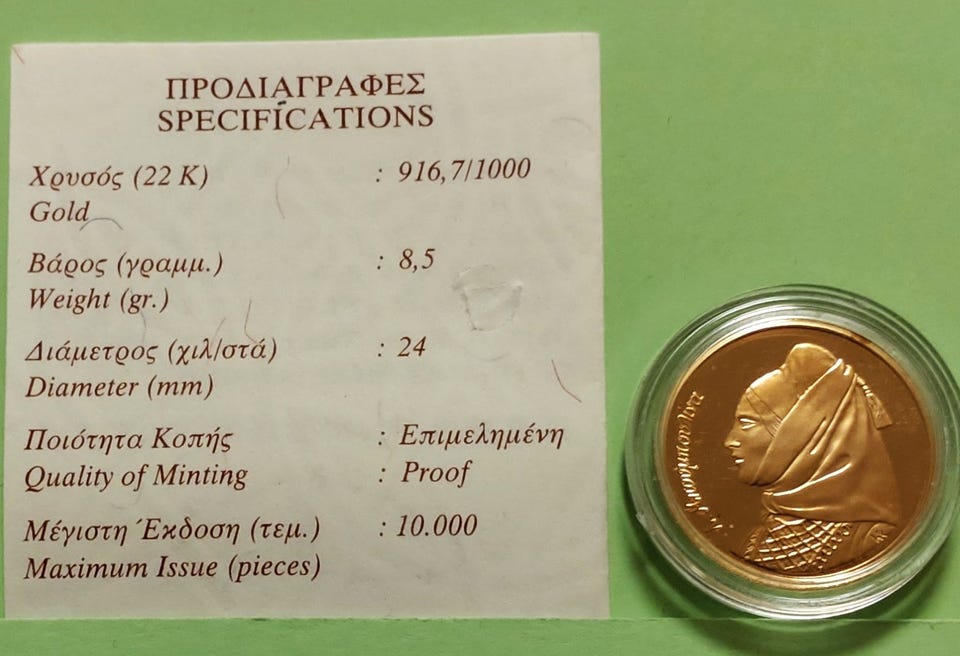 ΠΡΟΔΙΑΓΡΑΦΕΣ
SPECIFICATIONS
Χρυσός (22 Κ) : 916,7/1000
Gold
Βάρος (γραμμ.) : 8,5
Weight (gr.)
Διάμετρος (χιλ/στά) : 24
Diameter (mm)
Ποιότητα Κοπής : Επιμελημένη
Quality of Minting : Proof
Μέγιστη Έκδοση (τεμ.) : 10.000
Maximum Issue (pieces)